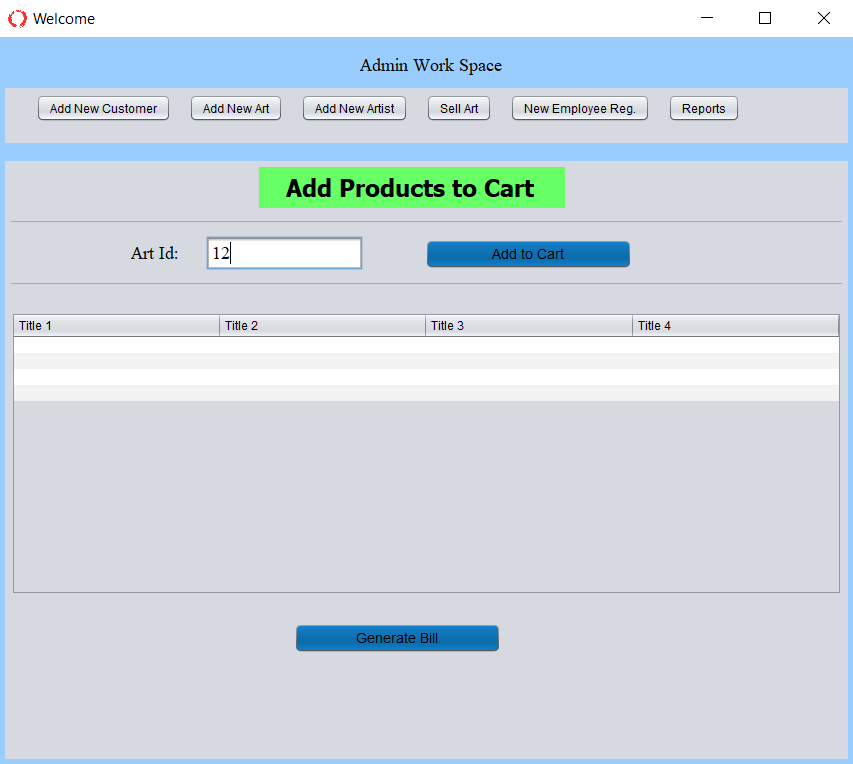 Welcome
Admin Work Space
Add New Customer Add New Art Add New Artist Sell Art New Employee Reg. Reports
Add Products to Cart
Art Id: 12 Add to Cart
Title 1 Title 2 Title 3 Title 4
Generate Bill